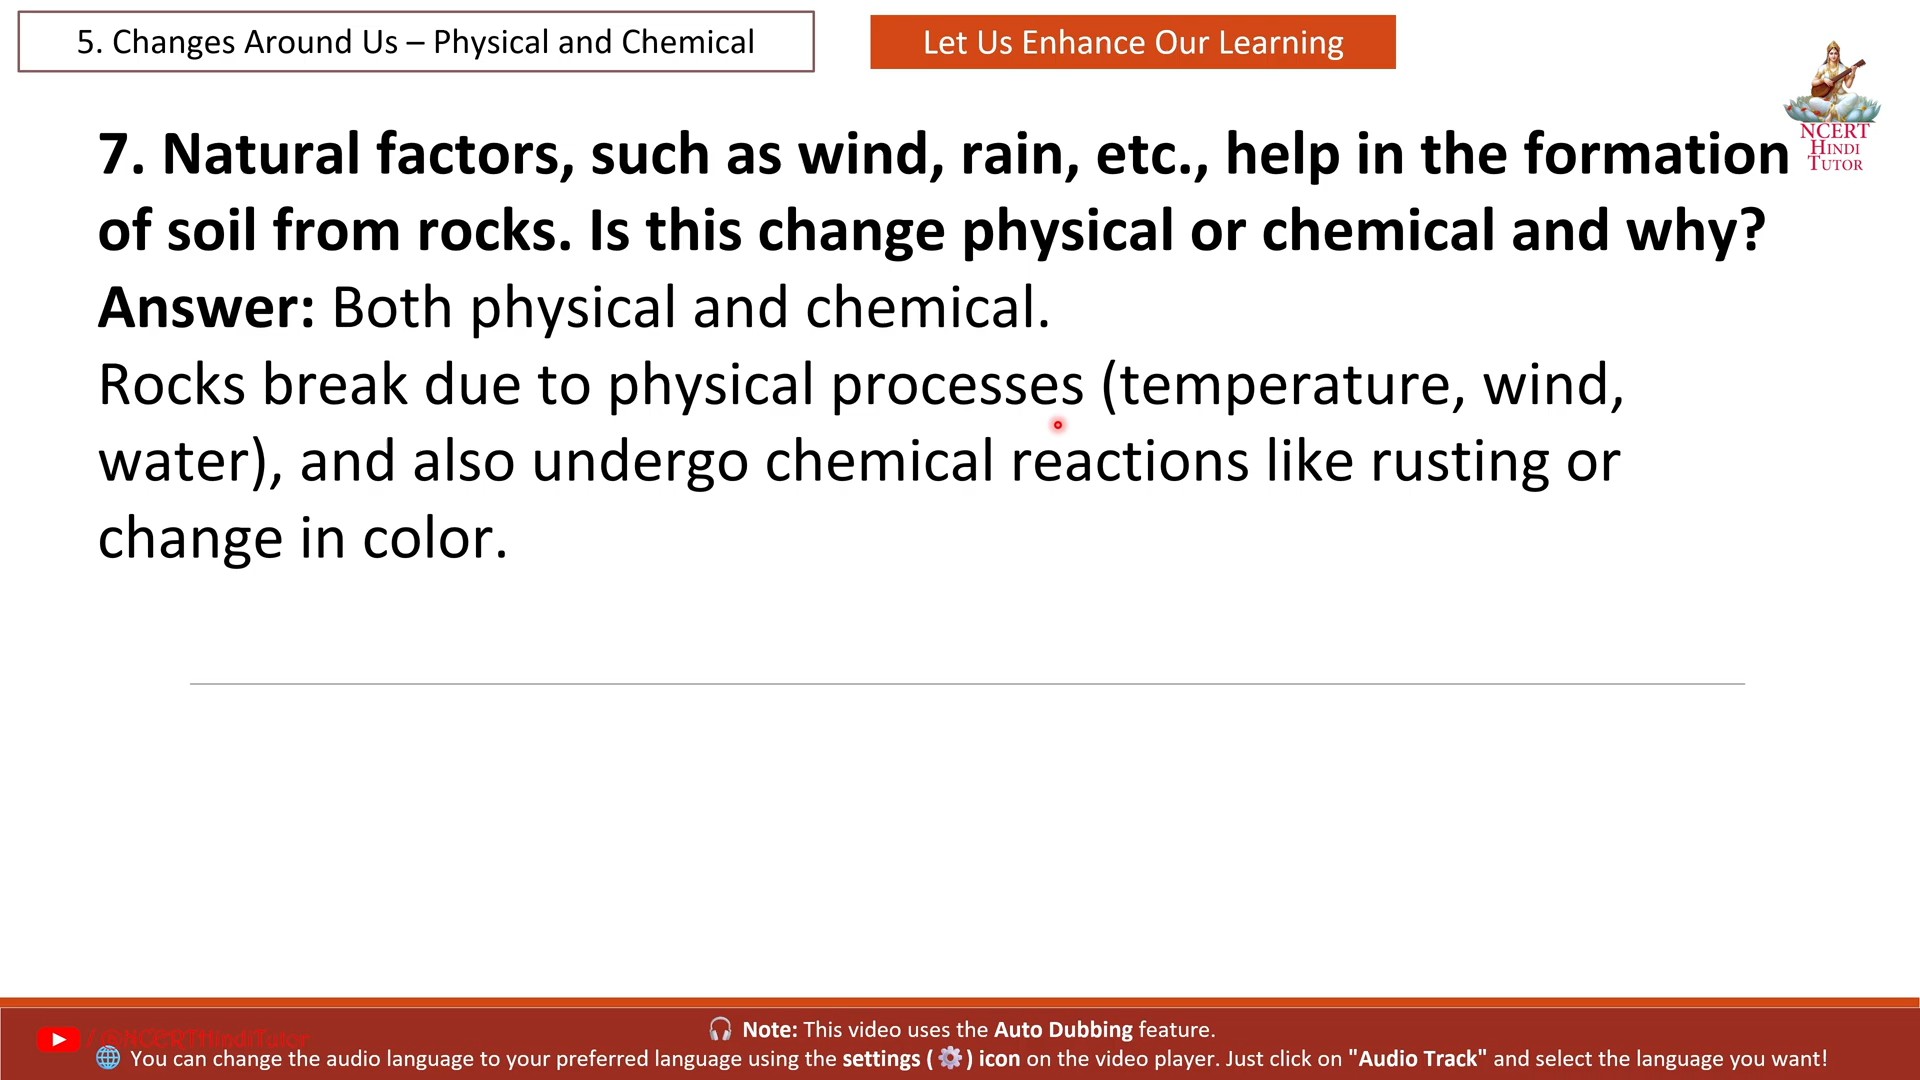 5. Changes Around Us – Physical and Chemical
Let Us Enhance Our Learning
NCERT
HINDI
TUTOR
7. Natural factors, such as wind, rain, etc., help in the formation
of soil from rocks. Is this change physical or chemical and why?
Answer: Both physical and chemical.
Rocks break due to physical processes (temperature, wind,
water), and also undergo chemical reactions like rusting or
change in color.
/@NCERTHindiTutor
Note: This video uses the Auto Dubbing feature.
You can change the audio language to your preferred language using the settings (⚙) icon on the video player. Just click on "Audio Track" and select the language you want!